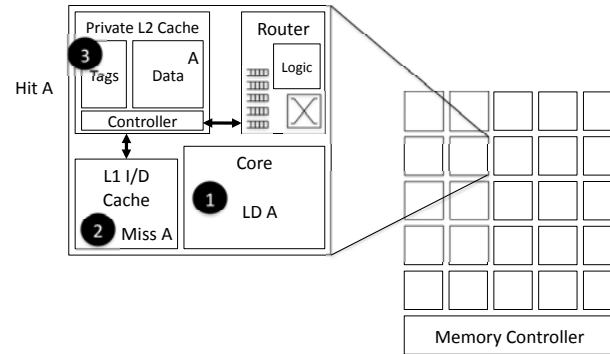 Private L2 Cache
Router
3
A
Tags
Data
Logic
Hit A
Controller
L1 I/D
Cache
Core
1
LD A
2
Miss A
Memory Controller